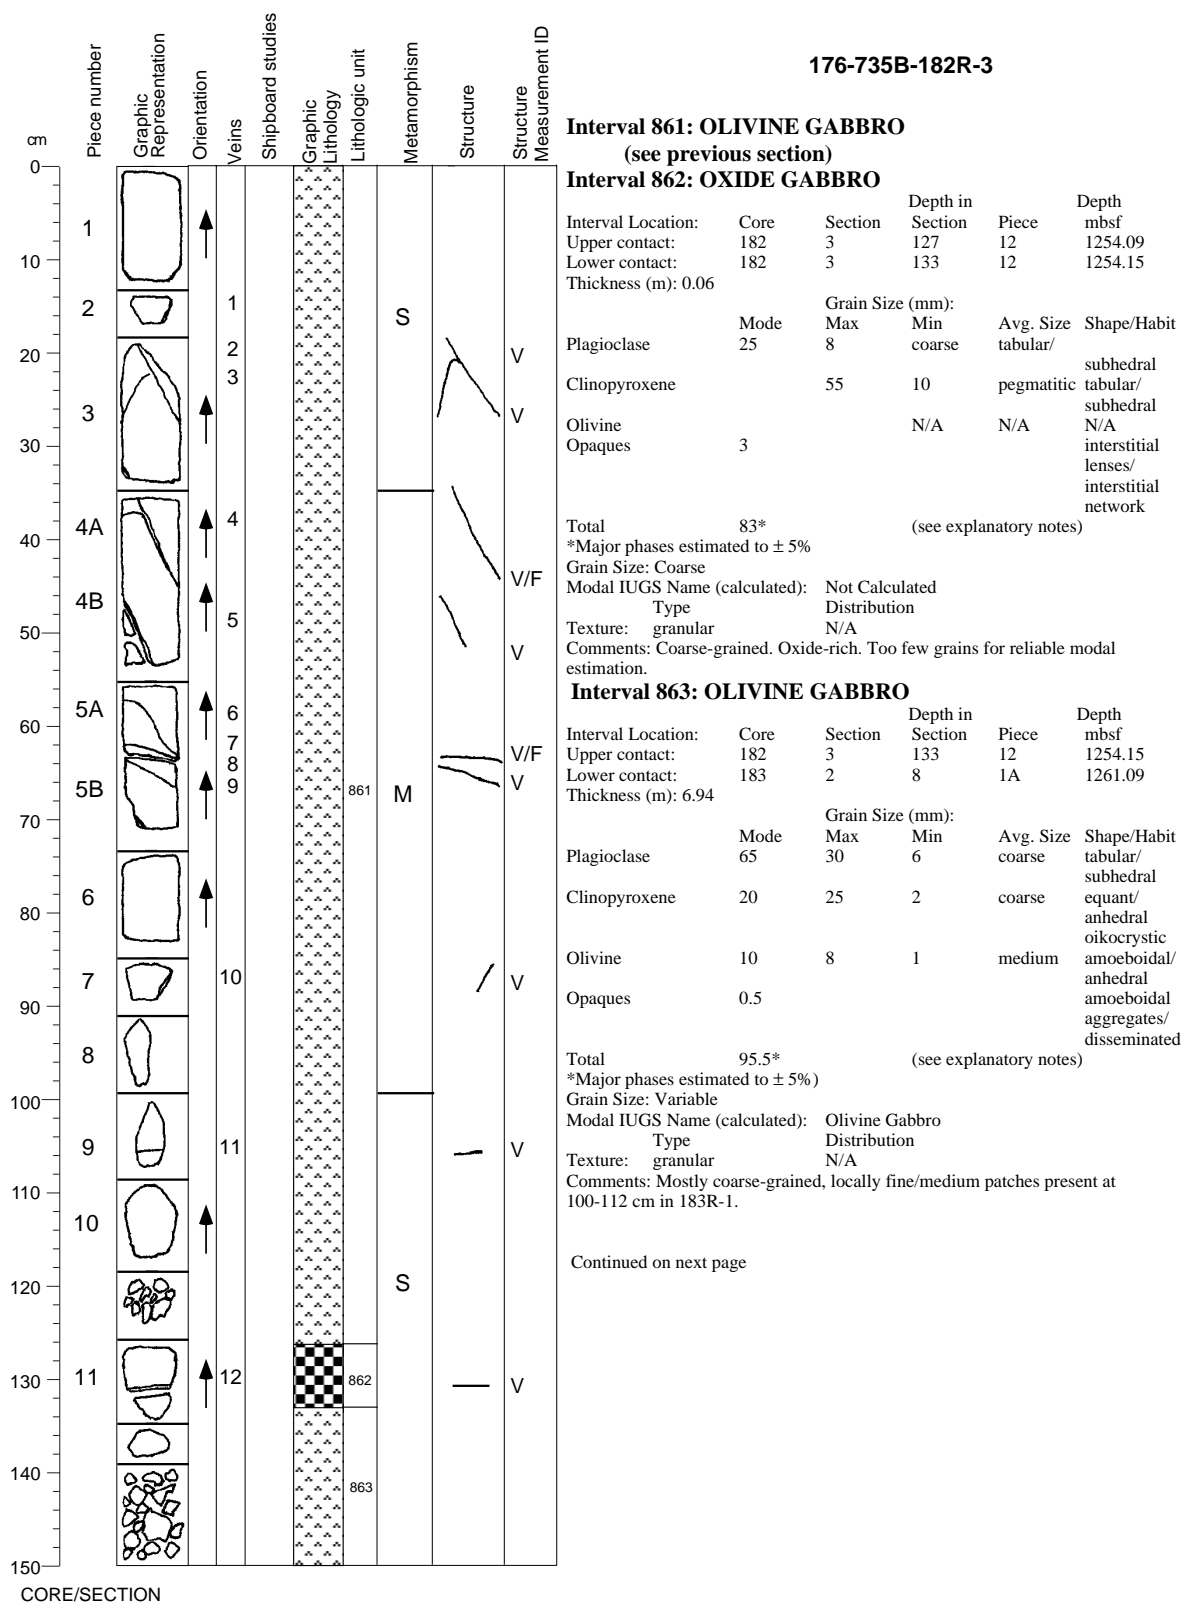 176-735B-182R-3
cm
Piece number
Graphic
Representation
Orientation
Veins
Shipboard studies
Graphic
Lithology
Lithologic unit
Metamorphism
Structure
Structure
Measurement ID
0
10
20
30
40
50
60
70
80
90
100
110
120
130
140
150
1
2
3
4A
4B
5A
5B
6
7
8
9
10
11
1
2
3
4
5
6
7
8
9
10
11
12
861
862
863
S
M
S
V
V
V/F
V
V/F
V
V
V
V
CORE/SECTION
Interval 861: OLIVINE GABBRO
(see previous section)
Interval 862: OXIDE GABBRO
Depth in Depth
Interval Location: Core Section Section Piece mbsf
Upper contact: 182 3 127 12 1254.09
Lower contact: 182 3 133 12 1254.15
Thickness (m): 0.06
Grain Size (mm):
Mode Max Min Avg. Size Shape/Habit
Plagioclase 25 8 coarse tabular/
subhedral
Clinopyroxene 55 10 pegmatitic tabular/
subhedral
Olivine N/A N/A N/A
Opaques 3 interstitial
lenses/
interstitial
network
Total 83* (see explanatory notes)
*Major phases estimated to ± 5%
Grain Size: Coarse
Modal IUGS Name (calculated): Not Calculated
Type Distribution
Texture: granular N/A
Comments: Coarse-grained. Oxide-rich. Too few grains for reliable modal
estimation.
Interval 863: OLIVINE GABBRO
Depth in Depth
Interval Location: Core Section Section Piece mbsf
Upper contact: 182 3 133 12 1254.15
Lower contact: 183 2 8 1A 1261.09
Thickness (m): 6.94
Grain Size (mm):
Mode Max Min Avg. Size Shape/Habit
Plagioclase 65 30 6 coarse tabular/
subhedral
Clinopyroxene 20 25 2 coarse equant/
anhedral
oikocrystic
Olivine 10 8 1 medium amoeboidal/
anhedral
Opaques 0.5 amoeboidal
aggregates/
disseminated
Total 95.5* (see explanatory notes)
*Major phases estimated to ± 5%)
Grain Size: Variable
Modal IUGS Name (calculated): Olivine Gabbro
Type Distribution
Texture: granular N/A
Comments: Mostly coarse-grained, locally fine/medium patches present at
100-112 cm in 183R-1.
Continued on next page